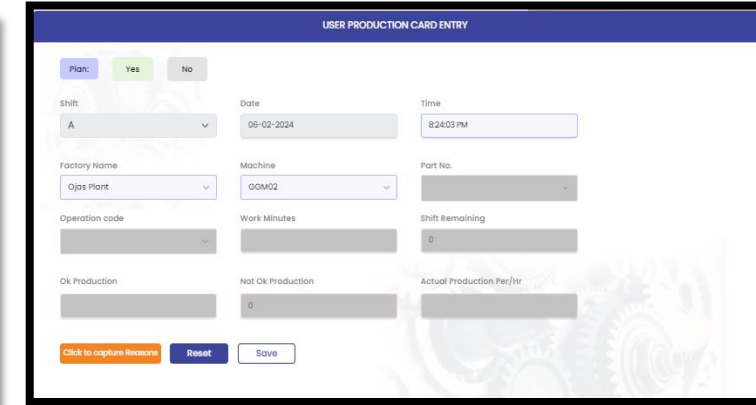 USER PRODUCTION CARD ENTRY
Plan: Yes No
Shift Date Time
A 06-02-2024 8:24:03 PM
Factory Name Machine Part No.
Ojas Plant GGM02
Operation code Work Minutes Shift Remaining
0
Ok Production Not Ok Production Actual Production Per/Hr
0
Click to capture Reasons Reset Save